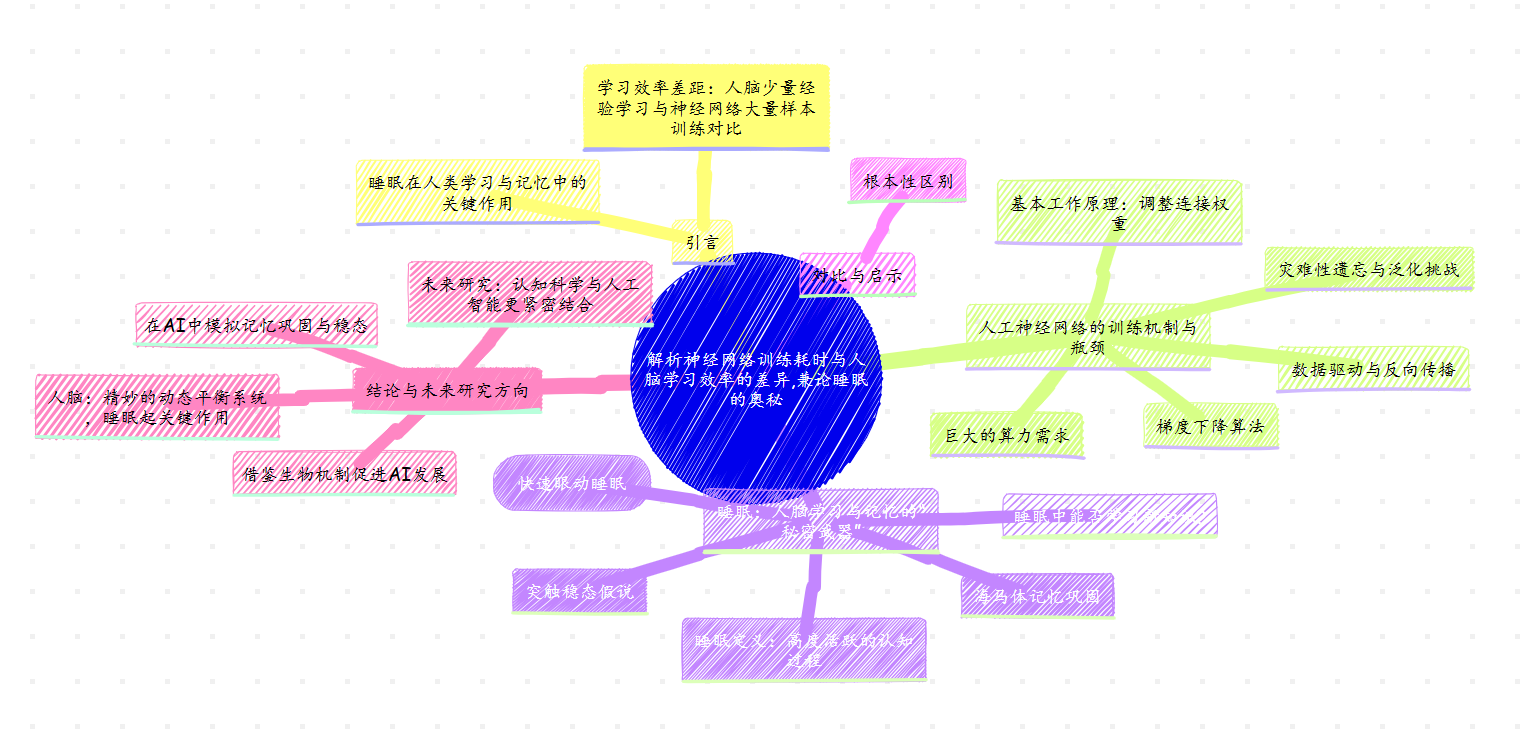 学习效率差距：人脑少量经
验学习与神经网络大量样本
训练对比
睡眠在人类学习与记忆中的
关键作用
引言
根本性区别
对比与启示
基本工作原理：调整连接权
重
灾难性遗忘与泛化挑战
人工神经网络的训练机制与
瓶颈
数据驱动与反向传播
梯度下降算法
巨大的算力需求
未来研究：认知科学与人工
智能更紧密结合
在AI中模拟记忆巩固与稳态
结论与未来研究方向
人脑：精妙的动态平衡系统
，睡眠起关键作用
借鉴生物机制促进AI发展
解析神经网络训练耗时与人
脑学习效率的差异,兼论睡眠
的奥秘
快速眼动睡眠
睡眠：人脑学习与记忆的“
秘密武器”
睡眠中能否
突触稳态假说
海马体记忆巩固
睡眠定义：高度活跃的认知
过程